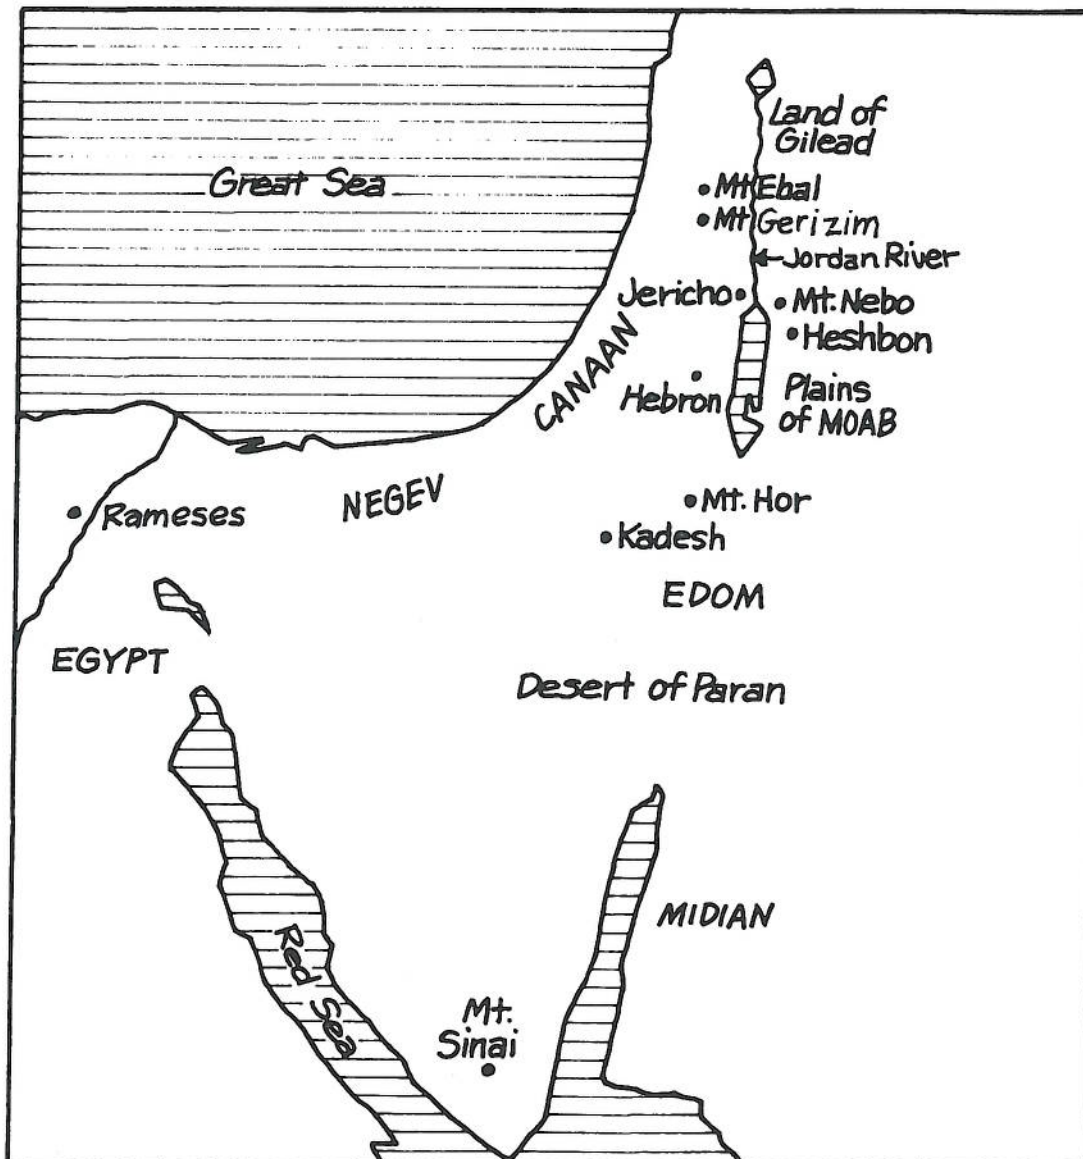 Land of
Gilead
Great Sea
Mt Ebal
Mt Gerizim
Jordan River
Jericho
Mt. Nebo
Heshbon
CANAAN
Hebron
Plains
of MOAB
NEGEV
Mt. Hor
Rameses
Kadesh
EDOM
EGYPT
Desert of Paran
MIDIAN
Red Sea
Mt.
Sinai